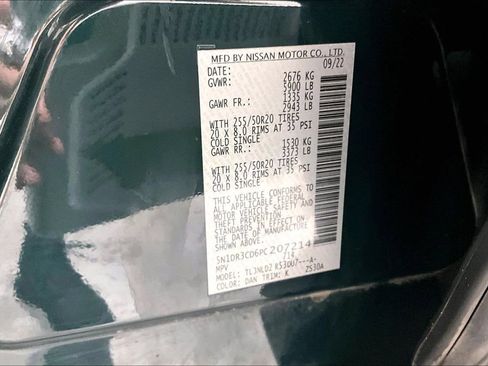 MFD BY NISSAN MOTOR CO., LTD.
DATE: 09/22
GVWR: 2676 KG
5900 LB
GAWR FR.: 1335 KG
2943 LB
WITH 255/50R20 TIRES
20 X 8.0 RIMS AT 35 PSI
COLD SINGLE
GAWR RR.: 1530 KG
3373 LB
WITH 255/50R20 TIRES
20 X 8.0 RIMS AT 35 PSI
COLD SINGLE
THIS VEHICLE CONFORMS TO
ALL APPLICABLE FEDERAL
MOTOR VEHICLE SAFETY AND
THEFT PREVENTION
STANDARDS IN EFFECT ON
THE DATE OF MANUFACTURE.
5N1DR3CD6PC207214
MPV 714
MODEL:
COLOR: DAN TRIM: K ZS30A